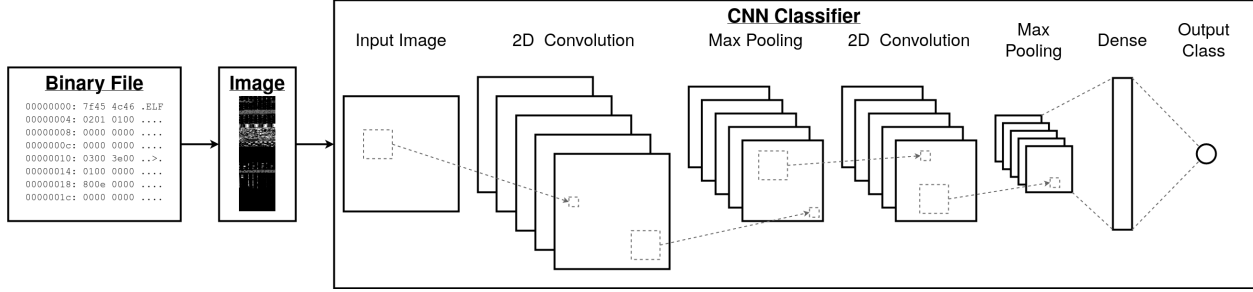 CNN Classifier
Input Image
2D Convolution
Max Pooling
2D Convolution
Max
Pooling
Dense
Output
Class
Binary File
00000000: 7f45 4c46 .ELF
00000004: 0201 0100 ....
00000008: 0000 0000 ....
0000000c: 0000 0000 ....
00000010: 0300 3e00 ..>.
00000014: 0100 0000 ....
00000018: 800e 0000 ....
0000001c: 0000 0000 ....
Image